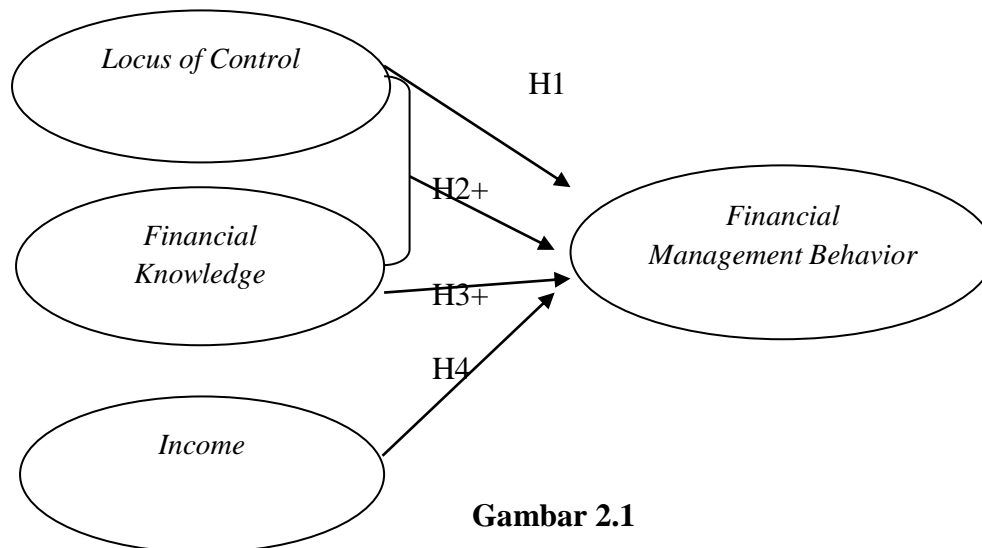 Locus of Control
H1
H2+
Financial
Knowledge
Financial
Management Behavior
H3+
H4
Income
Gambar 2.1